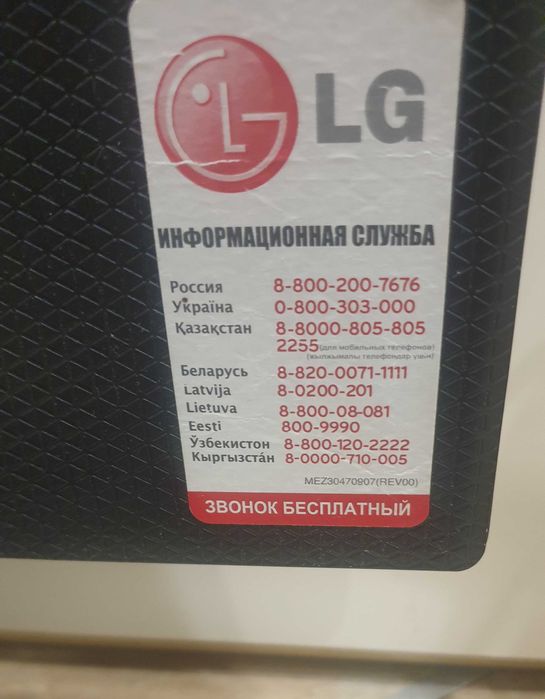 LG
ИНФОРМАЦИОННАЯ СЛУЖБА
Россия 8-800-200-7676
Україна 0-800-303-000
Қазақстан 8-8000-805-805
2255 (для мобильных телефонов)
(жылжымалы телефондар үшін)
Беларусь 8-820-0071-1111
Latvija 8-0200-201
Lietuva 8-800-08-081
Eesti 800-9990
Ўзбекистон 8-800-120-2222
Кыргызстáн 8-0000-710-005
MEZ30470907(REV00)
ЗВОНОК БЕСПЛАТНЫЙ